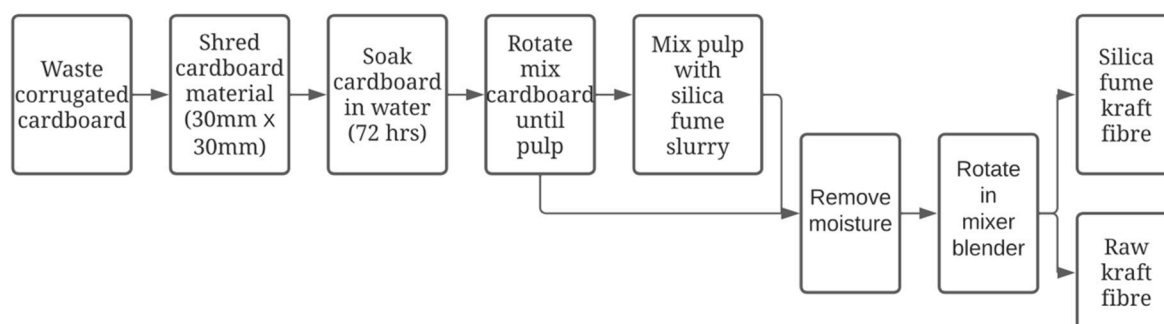 Waste
corrugated
cardboard
Shred
cardboard
material
(30mm x
30mm)
Soak
cardboard
in water
(72 hrs)
Rotate
mix
cardboard
until
pulp
Mix pulp
with
silica
fume
slurry
Remove
moisture
Rotate
in
mixer
blender
Silica
fume
kraft
fibre
Raw
kraft
fibre